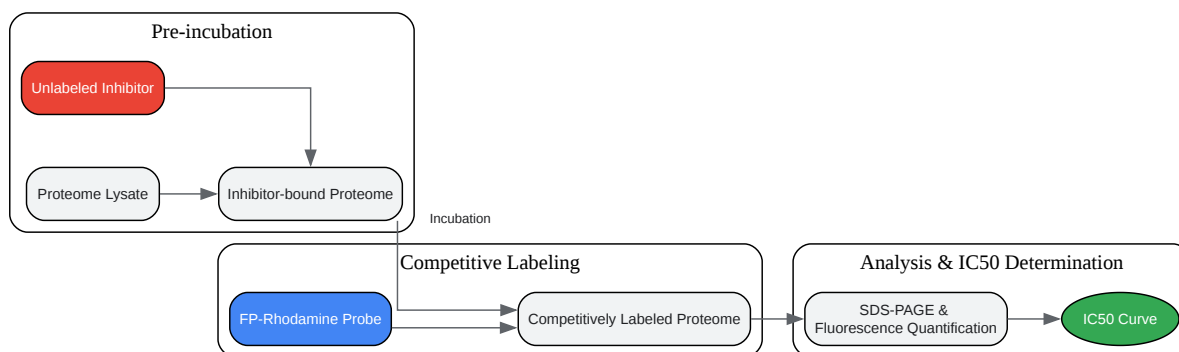 Pre-incubation
Unlabeled Inhibitor
Proteome Lysate
Inhibitor-bound Proteome
Incubation
Competitive Labeling
FP-Rhodamine Probe
Competitively Labeled Proteome
Analysis & IC50 Determination
SDS-PAGE &
Fluorescence Quantification
IC50 Curve